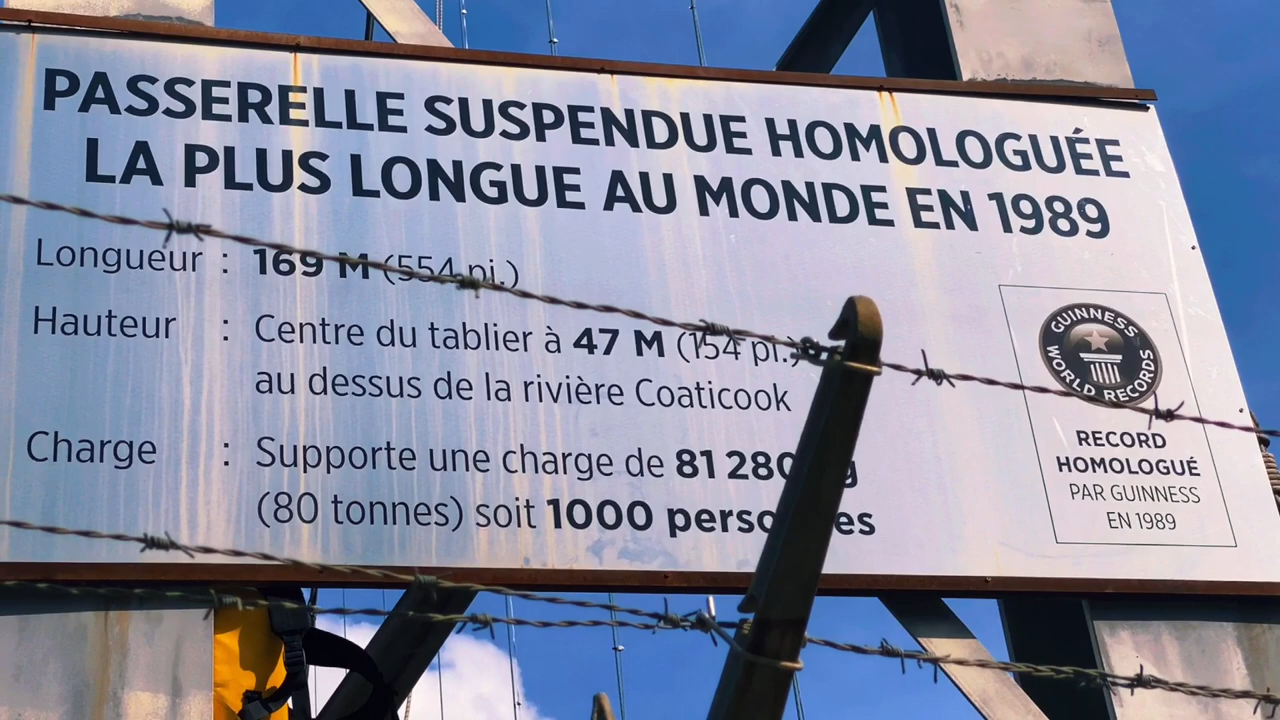 PASSERELLE SUSPENDUE HOMOLOGUÉE
LA PLUS LONGUE AU MONDE EN 1989
Longueur : 169 M (554 pi.)
Hauteur : Centre du tablier à 47 M (154 pi.)
au dessus de la rivière Coaticook
Charge : Supporte une charge de 81 280
(80 tonnes) soit 1000 personnes
GUINNESS WORLD RECORDS
RECORD
HOMOLOGUÉ
PAR GUINNESS
EN 1989